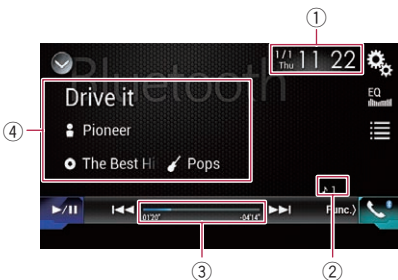 ①
1/1
Thu 11 22
Bluetooth
EQ
Drive it
④
Pioneer
The Best Hi
Pops
♪ 1
01'20"
-04'14"
Func.
③
②